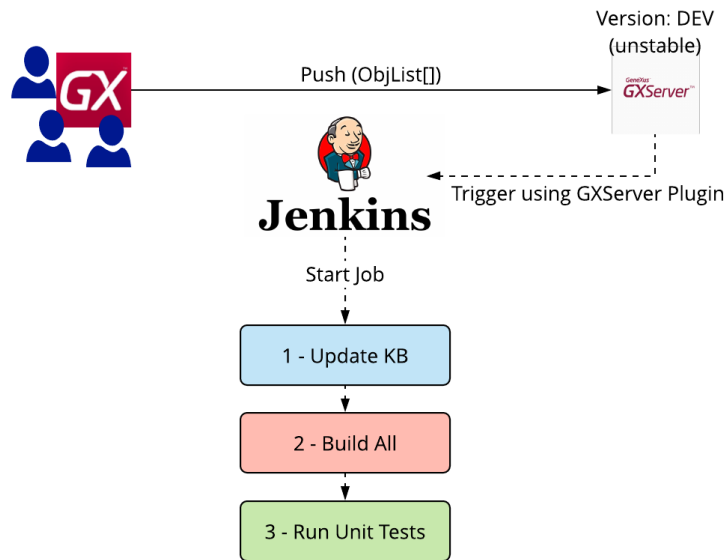 Version: DEV
(unstable)
GX
Push (ObjList[])
GeneXus
GXServer™
Jenkins
Trigger using GXServer Plugin
Start Job
1 - Update KB
2 - Build All
3 - Run Unit Tests